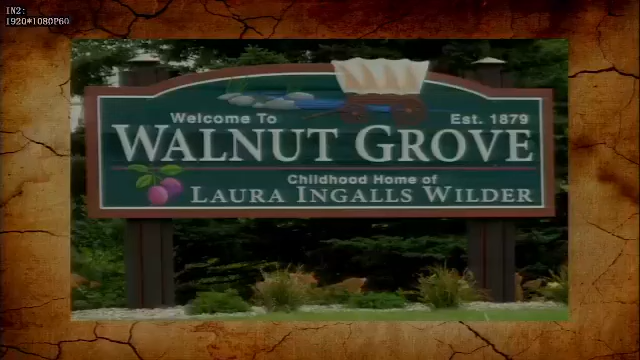 IN2:
1920*1080P60
Welcome To
Est. 1879
WALNUT GROVE
Childhood Home of
LAURA INGALLS WILDER